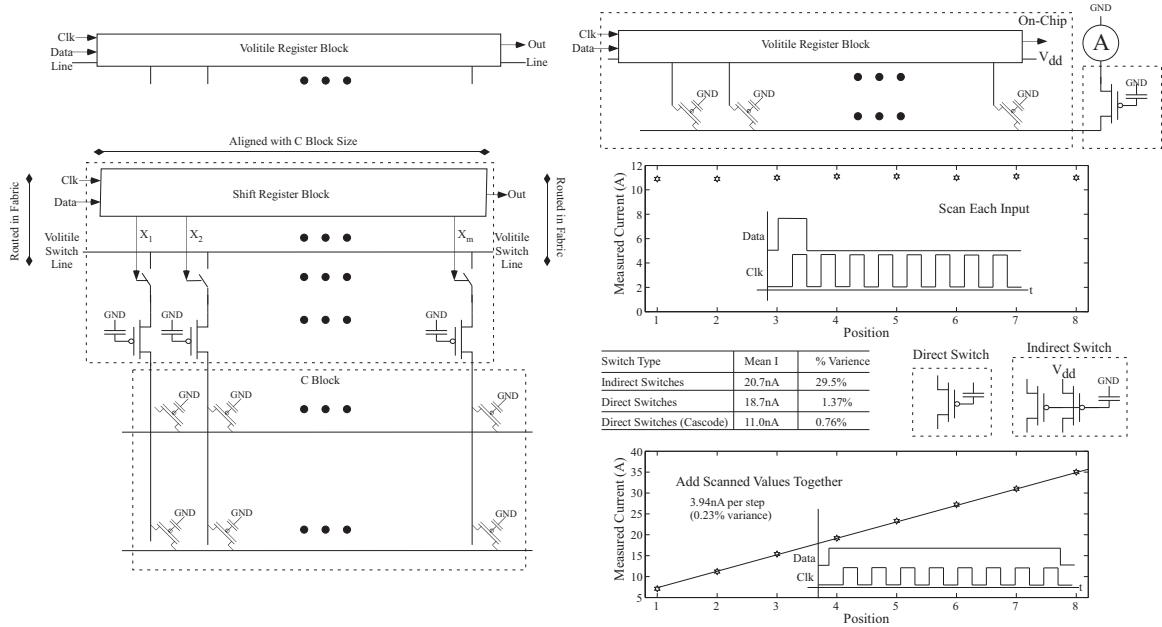 Clk
Data
Line
Volitile Register Block
Out
Line
Aligned with C Block Size
Routed in Fabric
Clk
Data
Shift Register Block
Out
Routed in Fabric
X1
X2
Xm
Volitile
Switch
Line
Volitile
Switch
Line
GND
GND
GND
C Block
GND
GND
GND
GND
GND
GND
On-Chip
Clk
Data
Volitile Register Block
Vdd
GND
A
GND
GND
GND
GND
Measured Current (A)
12
10
8
6
4
2
0
Scan Each Input
Data
Clk
t
1 2 3 4 5 6 7 8
Position
Switch Type Mean I % Varience
Indirect Switches 20.7nA 29.5%
Direct Switches 18.7nA 1.37%
Direct Switches (Cascode) 11.0nA 0.76%
Direct Switch
GND
Indirect Switch
Vdd
GND
Measured Current (A)
40
35
30
25
20
15
10
5
Add Scanned Values Together
3.94nA per step
(0.23% variance)
Data
Clk
t
1 2 3 4 5 6 7 8
Position